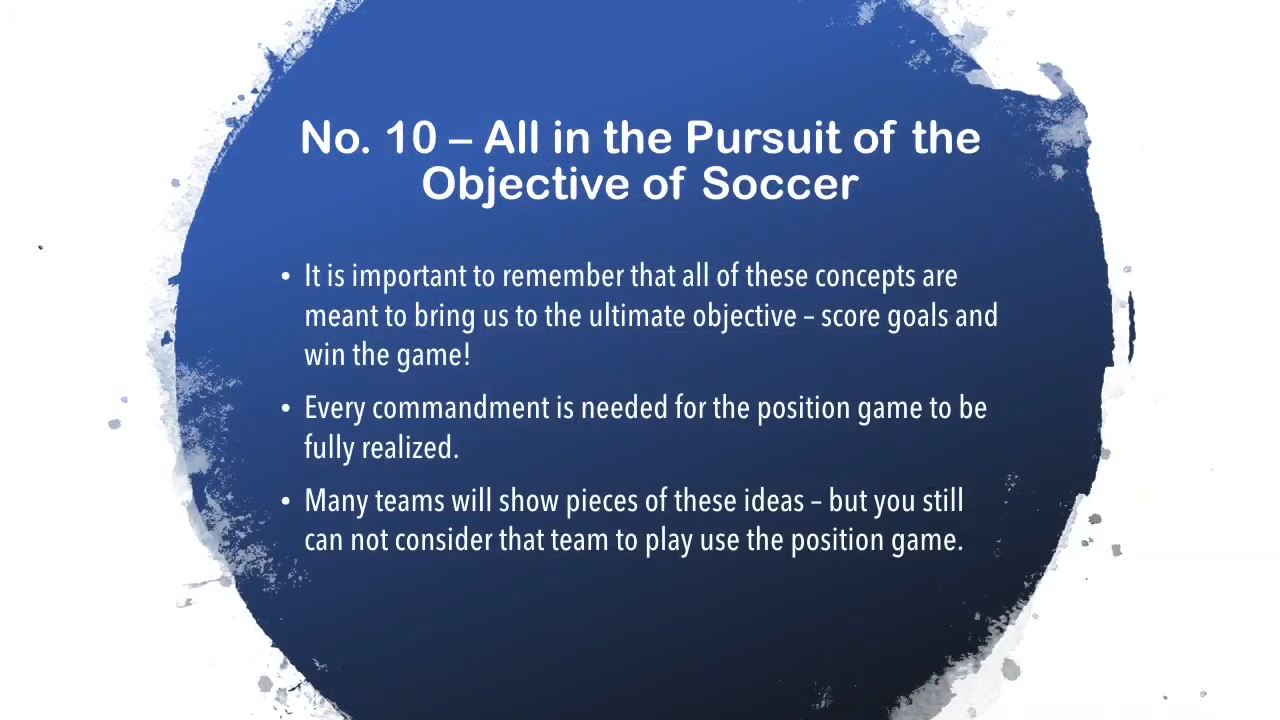 No. 10 – All in the Pursuit of the
Objective of Soccer
• It is important to remember that all of these concepts are
meant to bring us to the ultimate objective – score goals and
win the game!
• Every commandment is needed for the position game to be
fully realized.
• Many teams will show pieces of these ideas – but you still
can not consider that team to play use the position game.